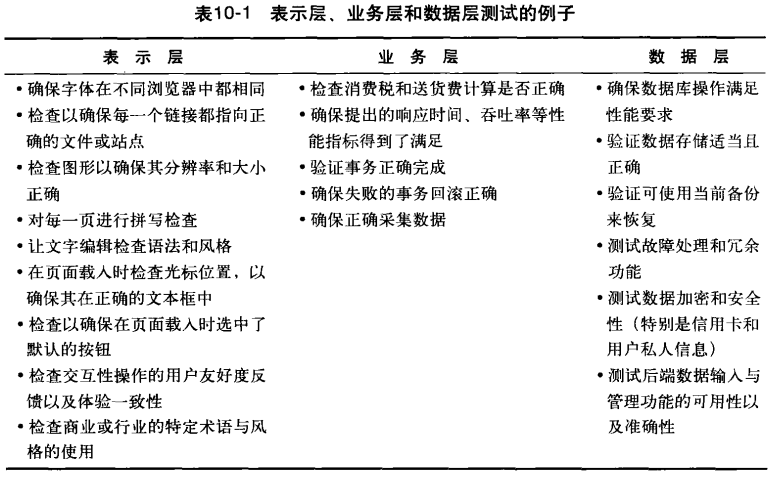 表10-1 表示层、业务层和数据层测试的例子
表示层
•确保字体在不同浏览器中都相同
•检查以确保每一个链接都指向正
确的文件或站点
•检查图形以确保其分辨率和大小
正确
•对每一页进行拼写检查
•让文字编辑检查语法和风格
•在页面载入时检查光标位置，以
确保其在正确的文本框中
•检查以确保在页面载入时选中了
默认的按钮
•检查交互性操作的用户友好度反
馈以及体验一致性
•检查商业或行业的特定术语与风
格的使用
业务层
•检查消费税和送货费计算是否正确
•确保提出的响应时间、吞吐率等性
能指标得到了满足
•验证事务正确完成
•确保失败的事务回滚正确
•确保正确采集数据
数据层
•确保数据库操作满足
性能要求
•验证数据存储适当且
正确
•验证可使用当前备份
来恢复
•测试故障处理和冗余
功能
•测试数据加密和安全
性（特别是信用卡和
用户私人信息）
•测试后端数据输入与
管理功能的可用性以
及准确性